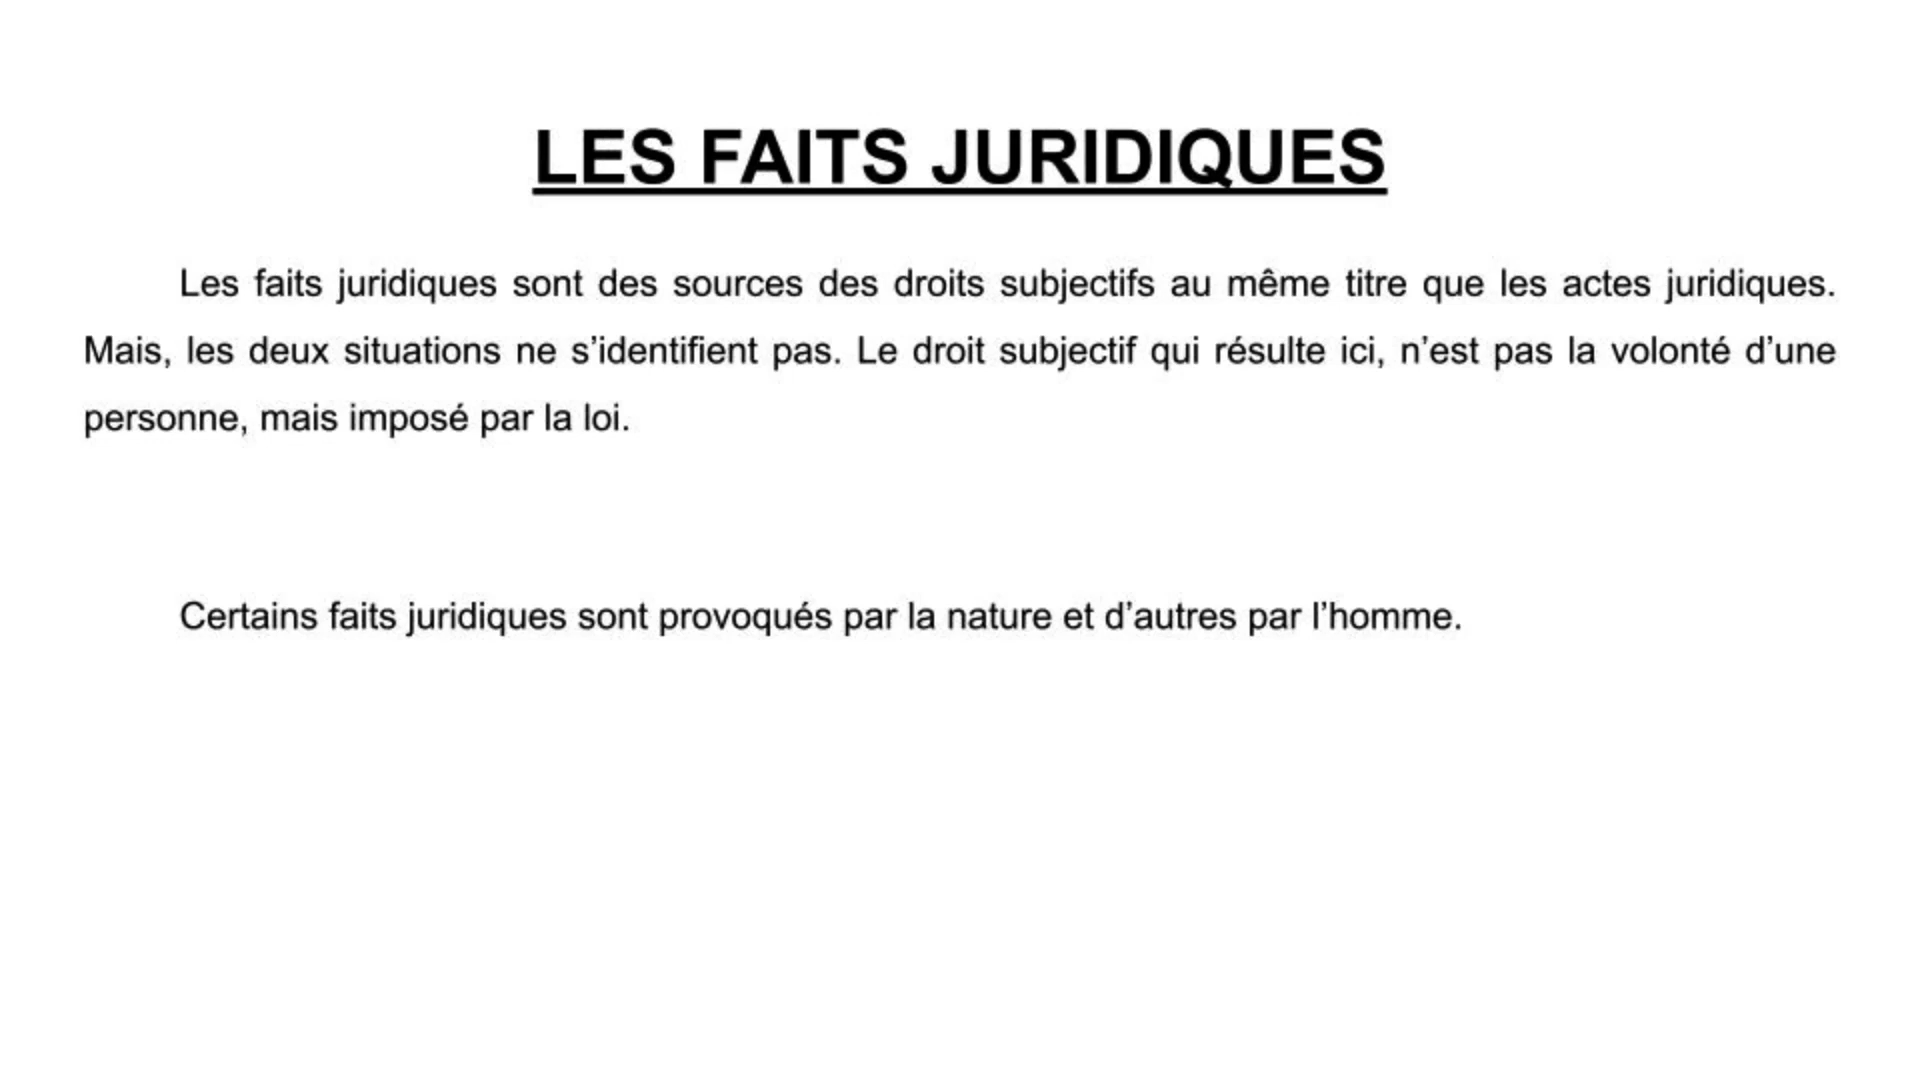 LES FAITS JURIDIQUES
Les faits juridiques sont des sources des droits subjectifs au même titre que les actes juridiques.
Mais, les deux situations ne s’identifient pas. Le droit subjectif qui résulte ici, n’est pas la volonté d’une
personne, mais imposé par la loi.
Certains faits juridiques sont provoqués par la nature et d’autres par l’homme.